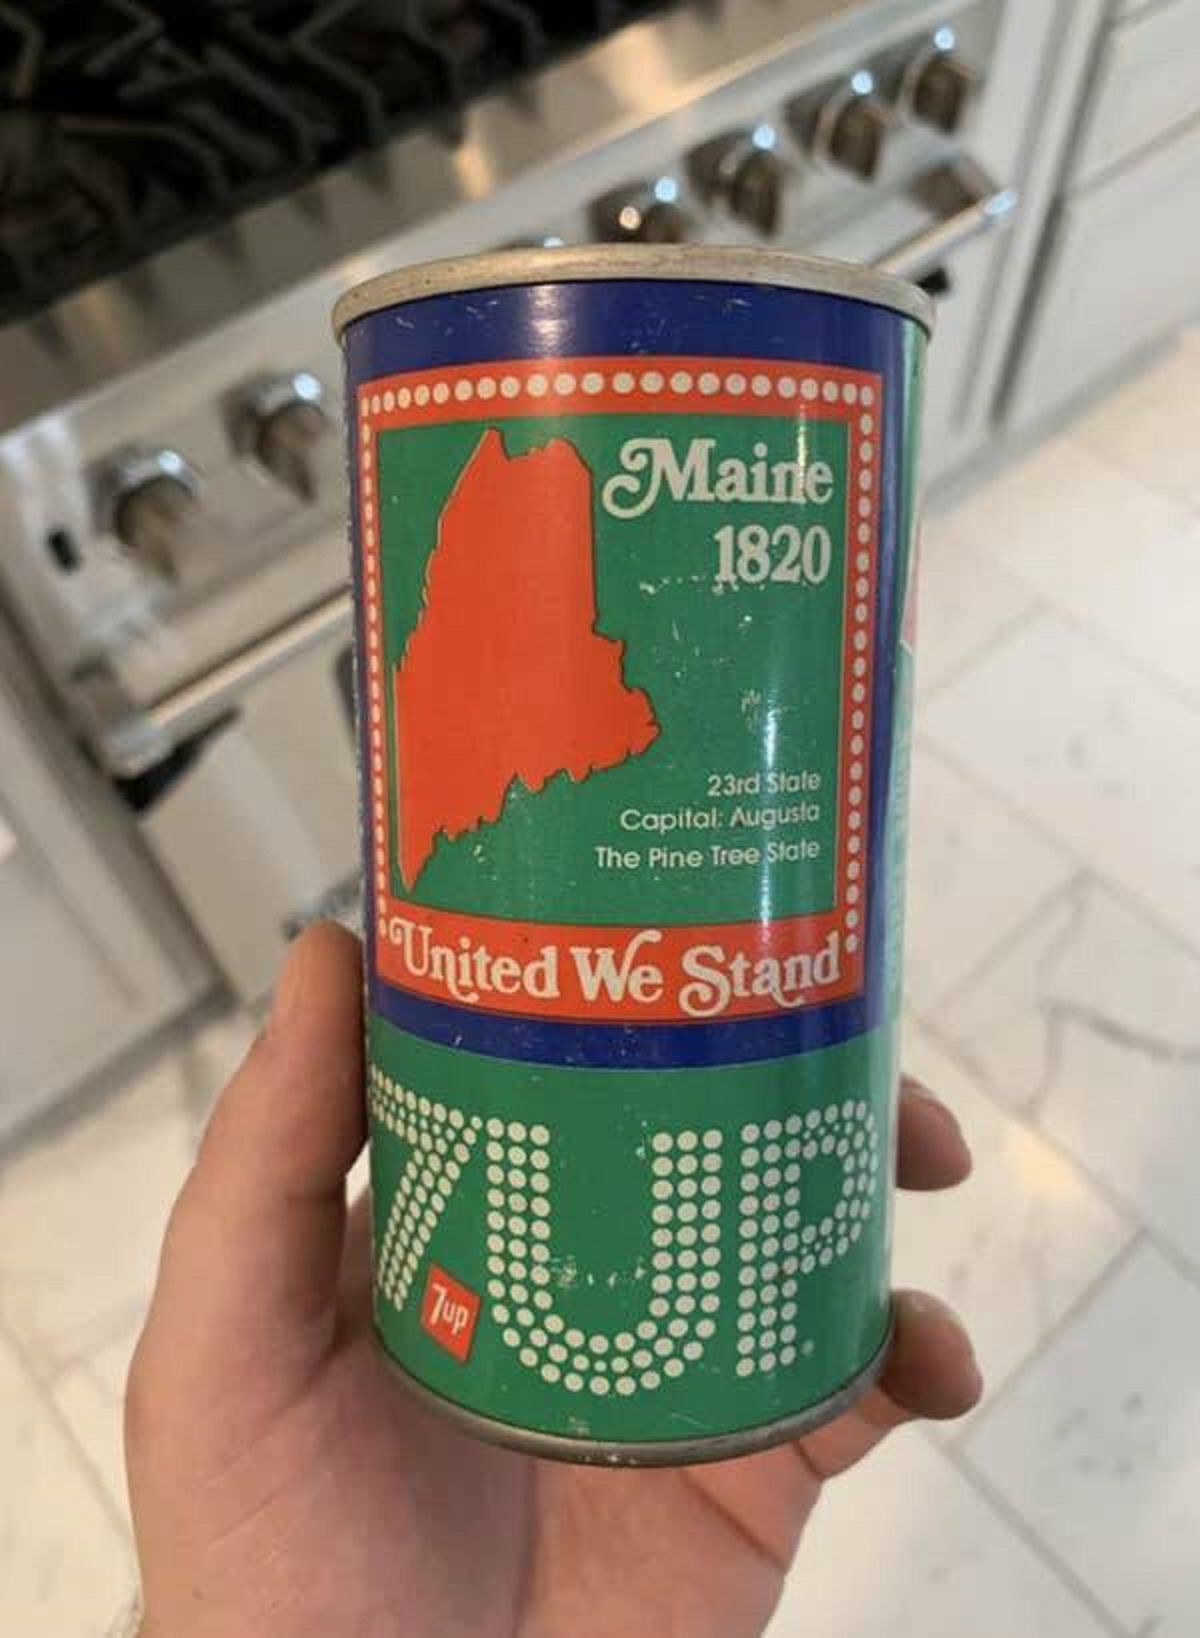 Maine
1820
23rd State
Capital: Augusta
The Pine Tree State
United We Stand
7UP
7up